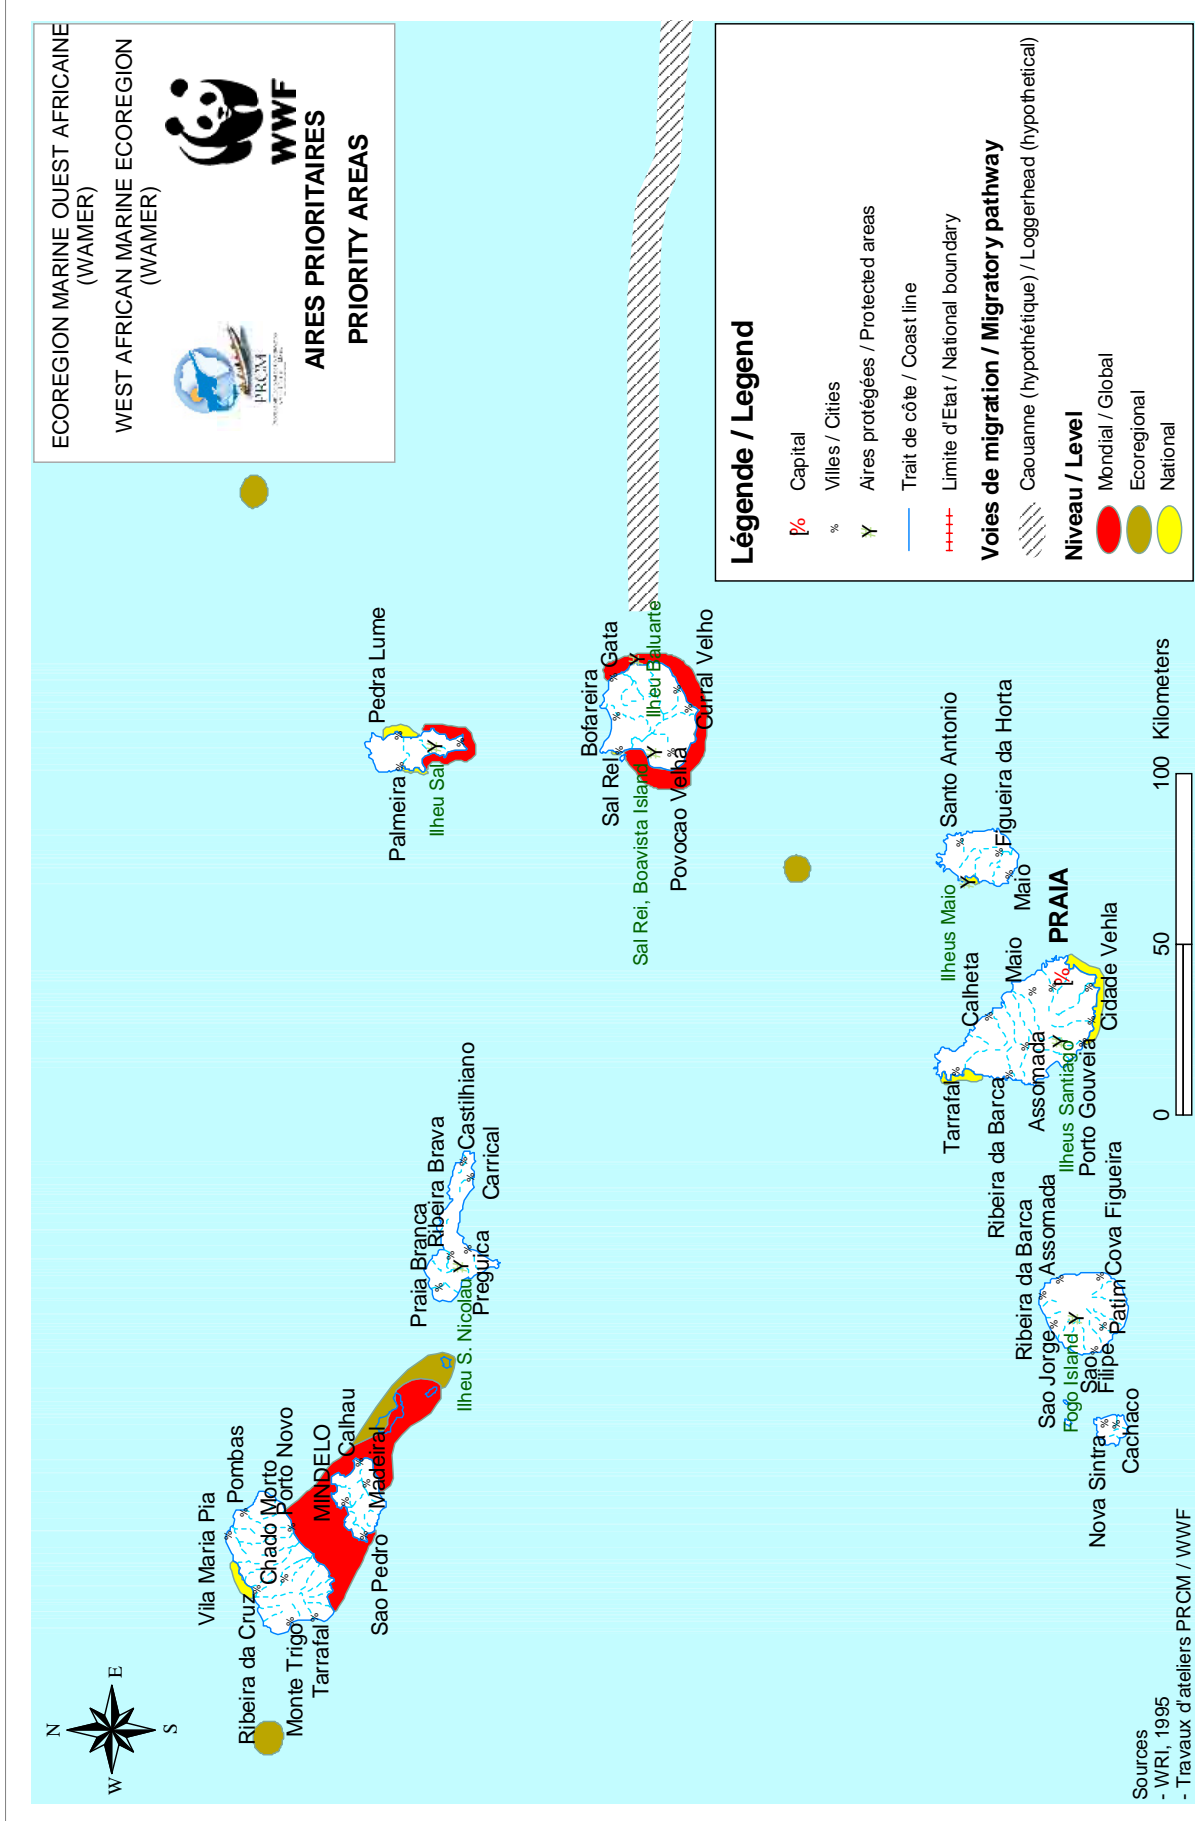 ECOREGION MARINE OUEST AFRICAINE
(WAMER)
WEST AFRICAN MARINE ECOREGION
(WAMER)
PRCM
WWF
AIRES PRIORITAIRES
PRIORITY AREAS
N
W
E
S
Vila Maria Pia
Pombas
Ribeira da Cruz
Chado Morto
Porto Novo
Monte Trigo
Tarrafal
MINDELO
Calhau
Sao Pedro
Madeiral
Praia Branca
Ribeira Brava
Castilhiano
Ilheu S. Nicolau
Preguica
Carrical
Pedra Lume
Palmeira
Ilheu Sal
Bofareira
Gata
Sal Rei
Sal Rei, Boavista Island
Ilheu Baluarte
Povocao Velha
Curral Velho
Santo Antonio
Ilheus Maio
Figueira da Horta
Maio
Calheta
Maio
PRAIA
Tarrafal
Ribeira da Barca
Assomada
Ilheus Santiago
Porto Gouveia
Cidade Vehla
Ribeira da Barca
Assomada
Sao Jorge
Fogo Island
Sao
Filipe
Patim
Cova Figueira
Nova Sintra
Cachaco
Légende / Legend
Capital
Villes / Cities
Aires protégées / Protected areas
Trait de côte / Coast line
Limite d'Etat / National boundary
Voies de migration / Migratory pathway
Caouanne (hypothétique) / Loggerhead (hypothetical)
Niveau / Level
Mondial / Global
Ecoregional
National
0
50
100
Kilometers
Sources
- WRI, 1995
- Travaux d'ateliers PRCM / WWF